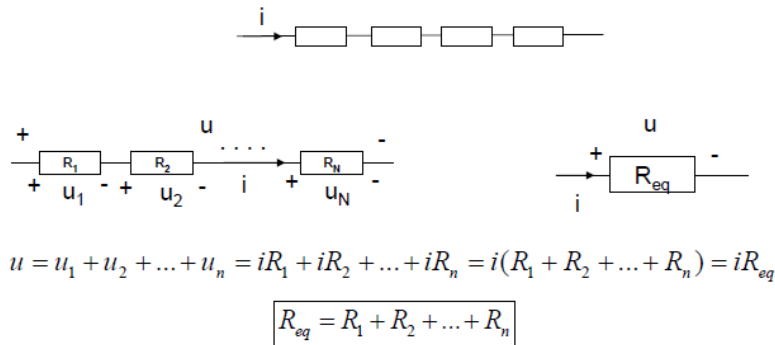 i
u
+ . . . . -
R1 R2 RN
+ u1 - + u2 - i + uN -
u
+ Req -
i
u = u1 + u2 + ... + un = iR1 + iR2 + ... + iRn = i(R1 + R2 + ... + Rn) = iReq
Req = R1 + R2 + ... + Rn